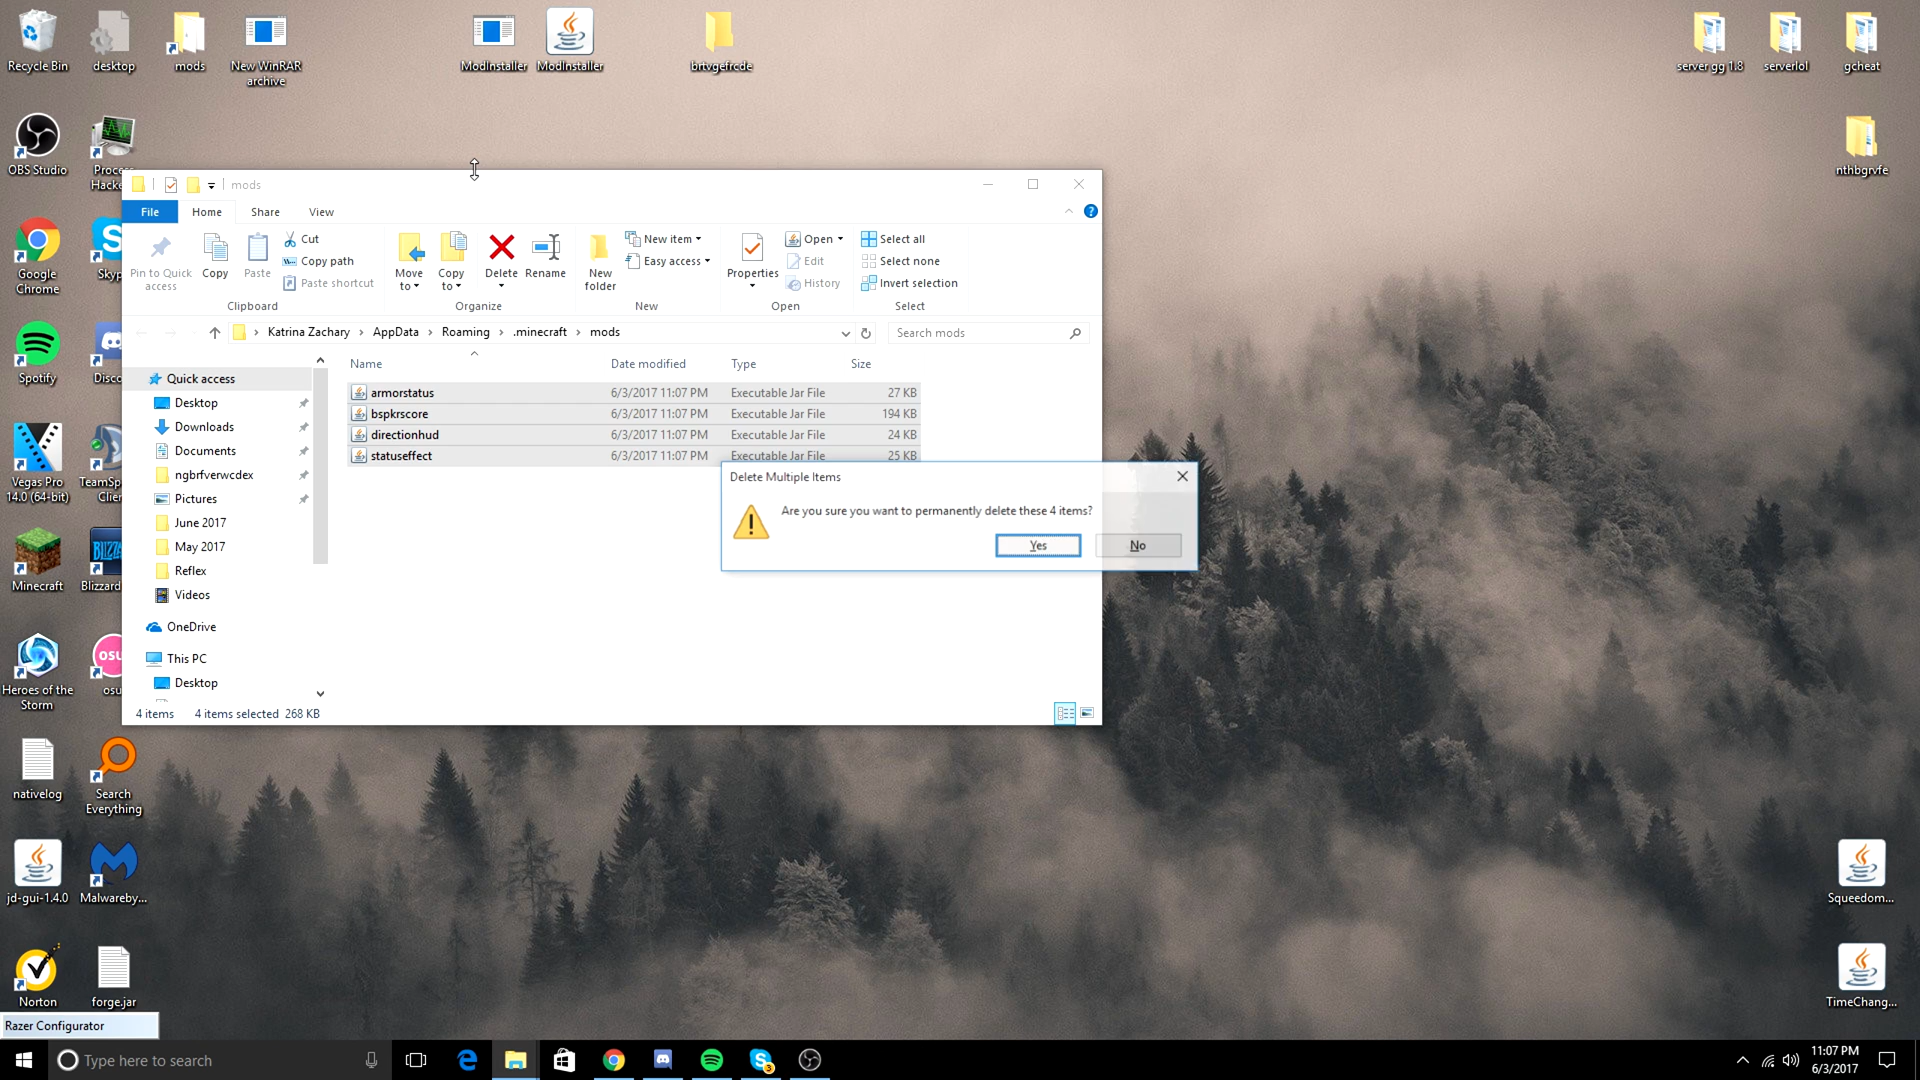 Recycle Bin
desktop
mods
New WinRAR
archive
ModInstaller
ModInstaller
brtvgefrcde
server gg 1.8
serverlol
gcheat
OBS Studio
Process
Hacke
nthbgrvfe
mods
File
Home
Share
View
Pin to Quick
access
Copy
Paste
Cut
Copy path
Paste shortcut
Clipboard
Move
to
Copy
to
Delete
Rename
Organize
New
folder
New item
Easy access
New
Properties
Open
Edit
History
Open
Select all
Select none
Invert selection
Select
Google
Chrome
Skyp
Katrina Zachary
AppData
Roaming
.minecraft
mods
Search mods
Spotify
Disco
Name
Date modified
Type
Size
armorstatus 6/3/2017 11:07 PM Executable Jar File 27 KB
bspkrscore 6/3/2017 11:07 PM Executable Jar File 194 KB
directionhud 6/3/2017 11:07 PM Executable Jar File 24 KB
statuseffect 6/3/2017 11:07 PM Executable Jar File 25 KB
Quick access
Desktop
Downloads
Documents
ngbrfverwcdex
Pictures
June 2017
May 2017
Reflex
Videos
OneDrive
This PC
Desktop
4 items
4 items selected 268 KB
Delete Multiple Items
Are you sure you want to permanently delete these 4 items?
Yes
No
Vegas Pro
14.0 (64-bit)
TeamSp
Clien
Minecraft
BLIZZ
Blizzard
Heroes of the
Storm
osu
osu
nativelog
Search
Everything
jd-gui-1.4.0
Malwareby...
Squeedom...
Norton
forge.jar
TimeChang...
Razer Configurator
Type here to search
3
11:07 PM
6/3/2017